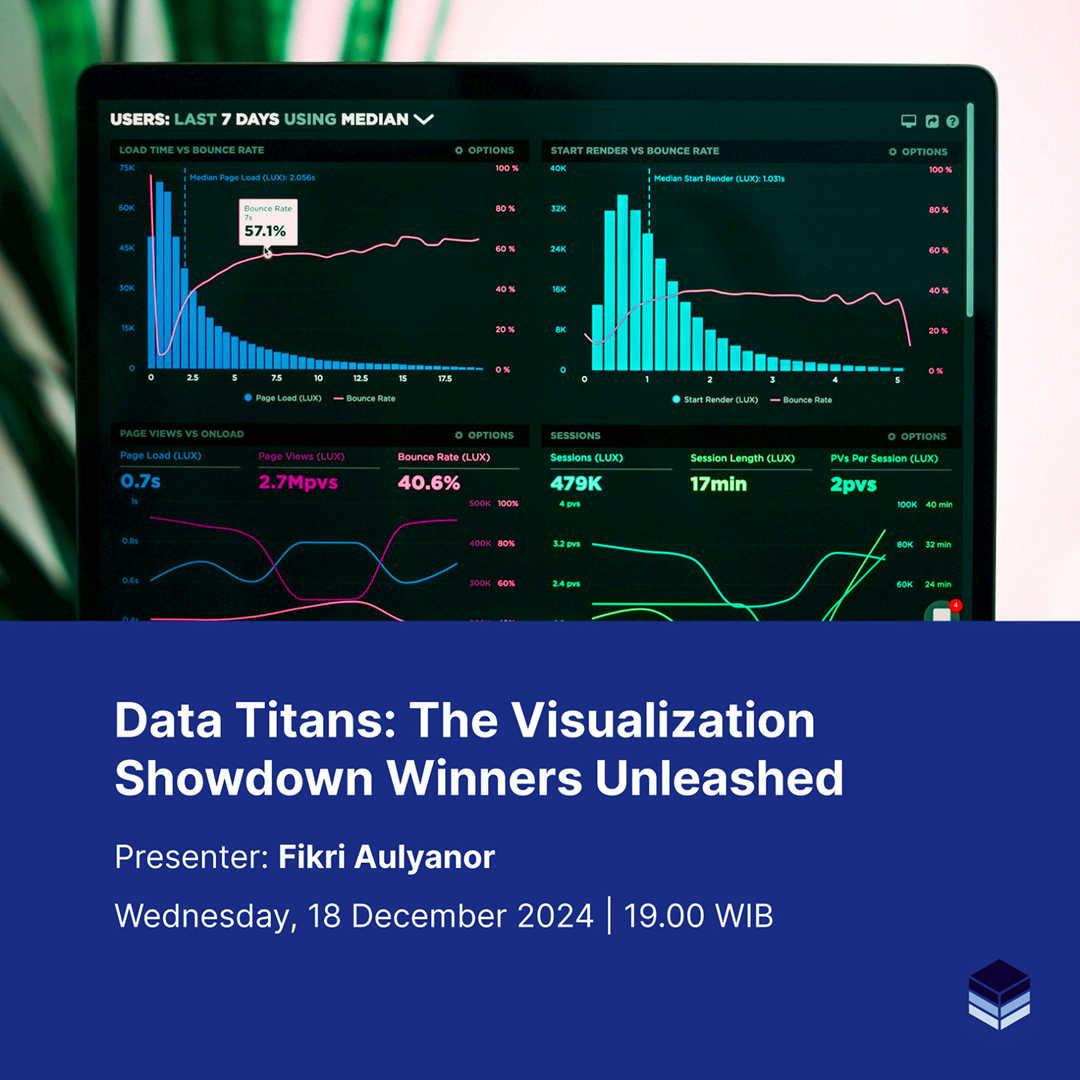 USERS: LAST 7 DAYS USING MEDIAN
LOAD TIME VS BOUNCE RATE
OPTIONS
75K
60K
45K
30K
15K
0
Median Page Load (LUX): 2.056s
Bounce Rate
7s
57.1%
100 %
80 %
60 %
40 %
20 %
0 %
0 2.5 5 7.5 10 12.5 15 17.5
Page Load (LUX) Bounce Rate
START RENDER VS BOUNCE RATE
OPTIONS
40K
32K
24K
16K
8K
0
Median Start Render (LUX): 1.031s
100 %
80 %
60 %
40 %
20 %
0 %
0 1 2 3 4 5
Start Render (LUX) Bounce Rate
PAGE VIEWS VS ONLOAD
OPTIONS
Page Load (LUX)
0.7s
Page Views (LUX)
2.7Mpvs
Bounce Rate (LUX)
40.6%
1s
0.8s
0.6s
500K 100%
400K 80%
300K 60%
SESSIONS
OPTIONS
Sessions (LUX)
479K
Session Length (LUX)
17min
PVs Per Session (LUX)
2pvs
4 pvs
3.2 pvs
2.4 pvs
100K 40 min
80K 32 min
60K 24 min
4
Data Titans: The Visualization
Showdown Winners Unleashed
Presenter: Fikri Aulyanor
Wednesday, 18 December 2024 | 19.00 WIB